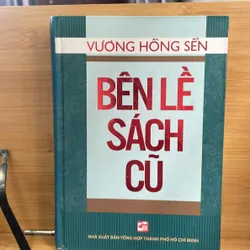 VƯƠNG HỒNG SỂN
BÊN LỀ
SÁCH
CŨ
NHÀ XUẤT BẢN TỔNG HỢP THÀNH PHỐ HỒ CHÍ MINH